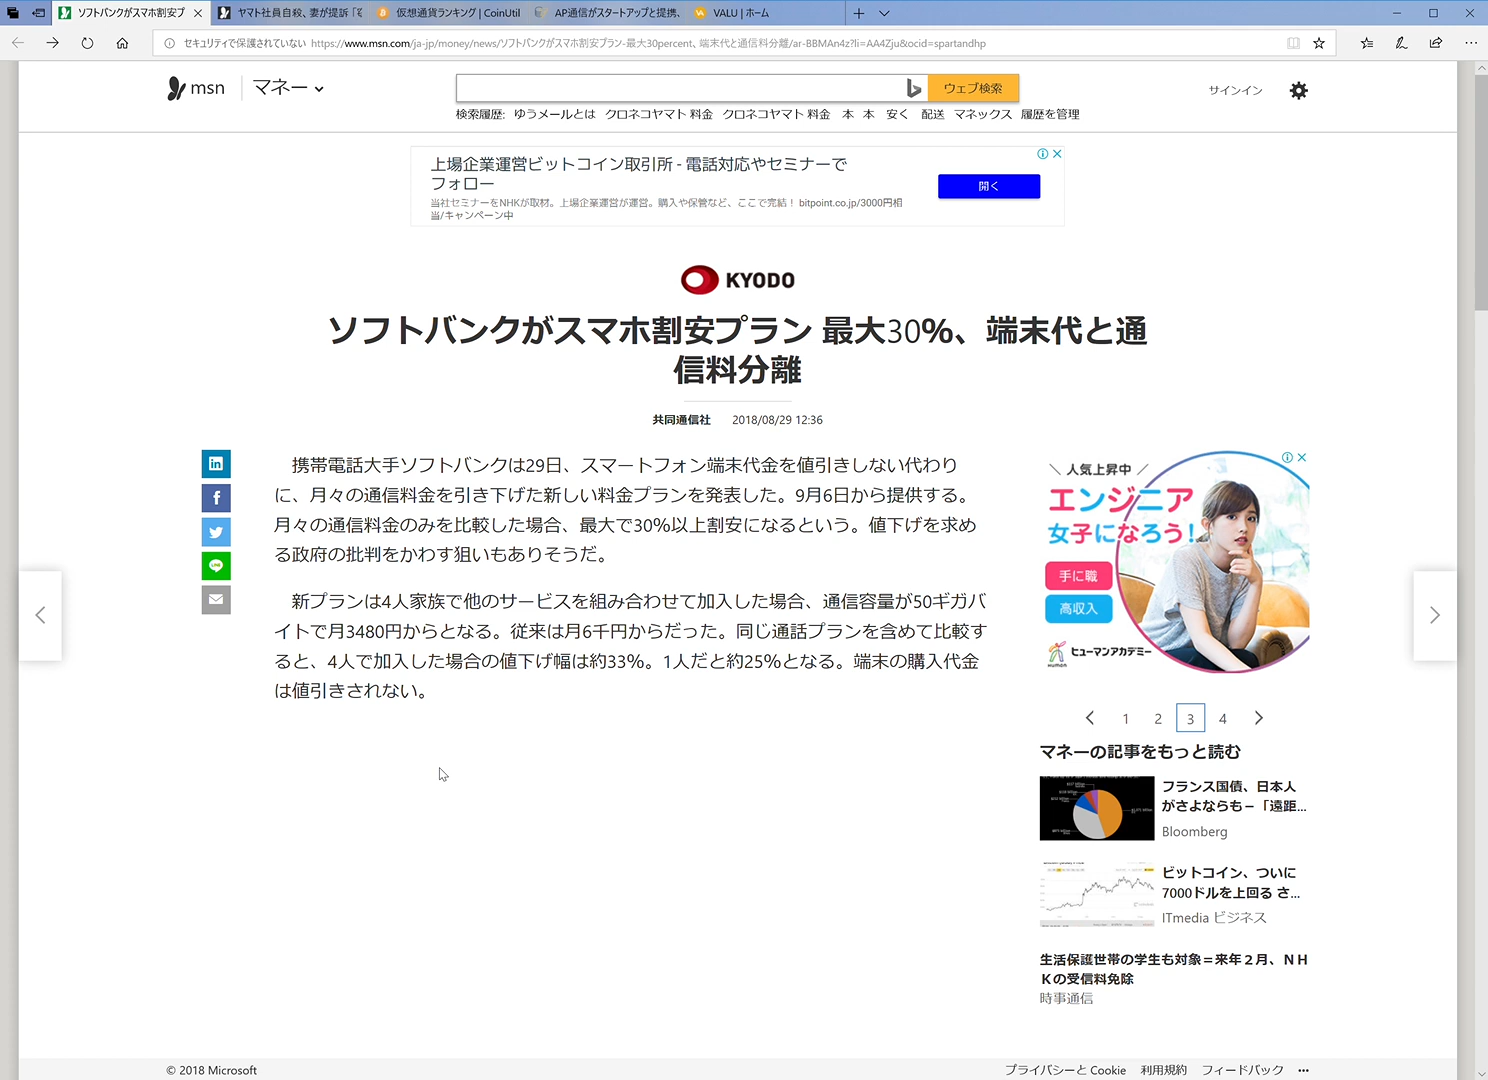 ソフトバンクがスマホ割安プ
ヤマト社員自殺、妻が提訴「
仮想通貨ランキング | CoinUtil
AP通信がスタートアップと提携、
VALU | ホーム
セキュリティで保護されていない https://www.msn.com/ja-jp/money/news/ソフトバンクがスマホ割安プラン-最大30percent、端末代と通信料分離/ar-BBMAn4z?li=AA4Zju&ocid=spartandhp
msn
マネー
ウェブ検索
サインイン
検索履歴: ゆうメールとは クロネコヤマト 料金 クロネコヤマト 料金 本 本 安く 配送 マネックス 履歴を管理
上場企業運営ビットコイン取引所 - 電話対応やセミナーで
フォロー
当社セミナーをNHKが取材。上場企業運営が運営。購入や保管など、ここで完結！ bitpoint.co.jp/3000円相
当/キャンペーン中
開く
KYODO
ソフトバンクがスマホ割安プラン 最大30%、端末代と通
信料分離
共同通信社 2018/08/29 12:36
携帯電話大手ソフトバンクは29日、スマートフォン端末代金を値引きしない代わり
に、月々の通信料金を引き下げた新しい料金プランを発表した。9月6日から提供する。
月々の通信料金のみを比較した場合、最大で30%以上割安になるという。値下げを求め
る政府の批判をかわす狙いもありそうだ。
新プランは4人家族で他のサービスを組み合わせて加入した場合、通信容量が50ギガバ
イトで月3480円からとなる。従来は月6千円からだった。同じ通話プランを含めて比較す
ると、4人で加入した場合の値下げ幅は約33%。1人だと約25%となる。端末の購入代金
は値引きされない。
人気上昇中
エンジニア
女子になろう!
手に職
高収入
ヒューマンアカデミー
1 2 3 4
マネーの記事をもっと読む
フランス国債、日本人
がさよならも－「遠距...
Bloomberg
ビットコイン、ついに
7000ドルを上回る さ...
ITmedia ビジネス
生活保護世帯の学生も対象＝来年２月、ＮＨ
Ｋの受信料免除
時事通信
© 2018 Microsoft
プライバシーと Cookie 利用規約 フィードバック